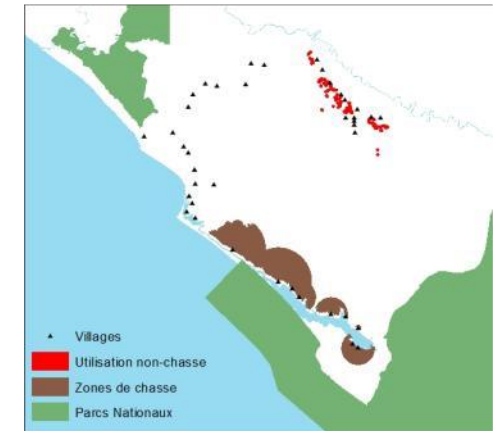 Villages
Utilisation non-chasse
Zones de chasse
Parcs Nationaux